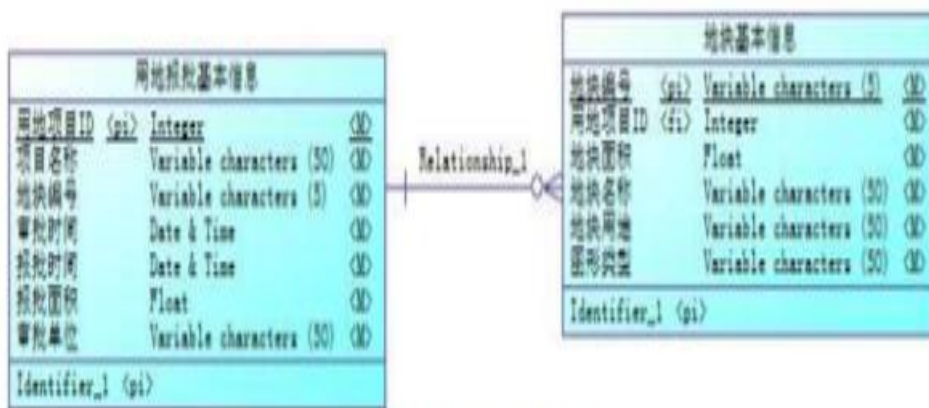 用地报批基本信息
用地项目ID <pi> Integer <M>
项目名称 Variable characters (50) <M>
地块编号 Variable characters (5) <M>
审批时间 Date & Time <M>
报批时间 Date & Time <M>
报批面积 Float <M>
审批单位 Variable characters (50) <M>
Identifier_1 <pi>
Relationship_1
地块基本信息
地块编号 <pi> Variable characters (5) <M>
用地项目ID <fi> Integer <M>
地块面积 Float <M>
地块名称 Variable characters (50) <M>
地块用途 Variable characters (50) <M>
图形类型 Variable characters (50) <M>
Identifier_1 <pi>